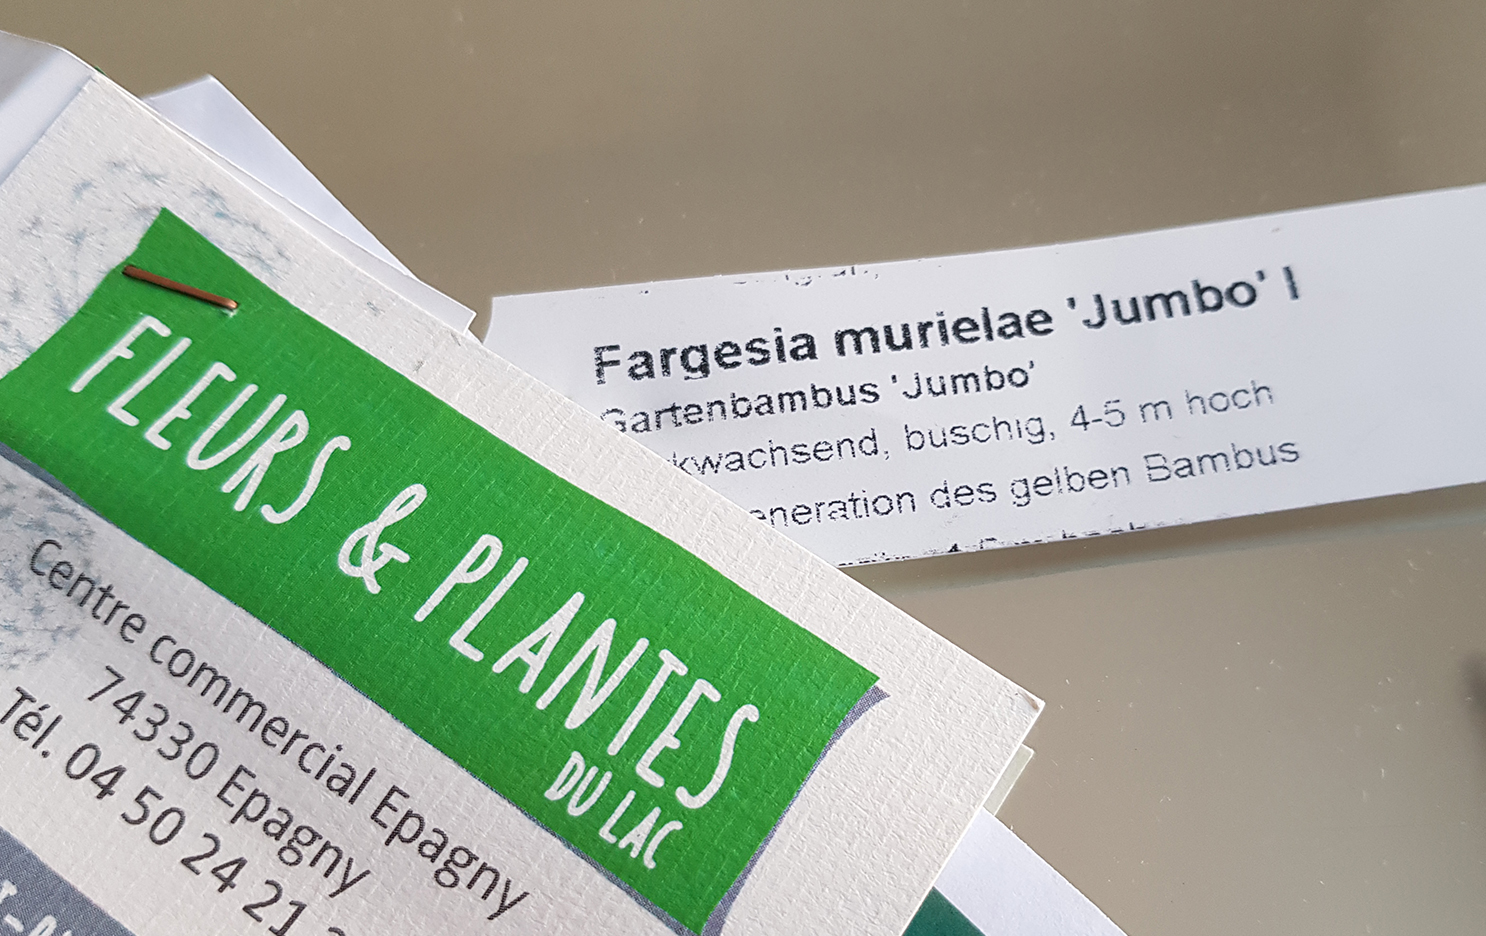 FLEURS & PLANTES
DU LAC
Centre commercial Epagny
74330 Epagny
Tél. 04 50 24 21
Fargesia murielae 'Jumbo' I
Gartenbambus 'Jumbo'
kwachsend, buschig, 4-5 m hoch
eneration des gelben Bambus